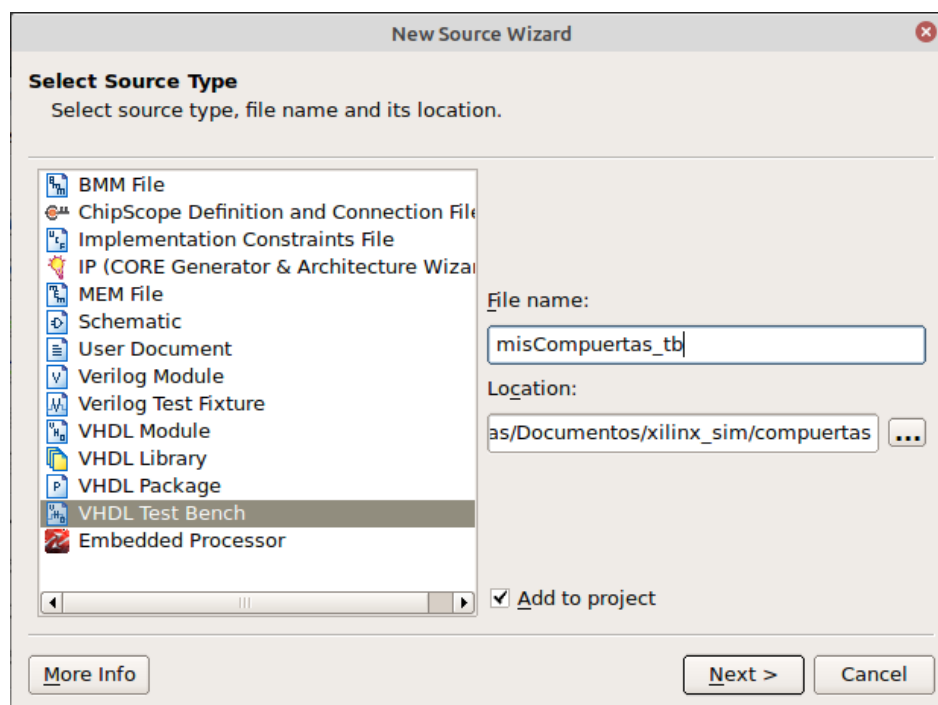 New Source Wizard
Select Source Type
Select source type, file name and its location.
BMM File
ChipScope Definition and Connection File
Implementation Constraints File
IP (CORE Generator & Architecture Wizar
MEM File
Schematic
User Document
Verilog Module
Verilog Test Fixture
VHDL Module
VHDL Library
VHDL Package
VHDL Test Bench
Embedded Processor
File name:
misCompuertas_tb
Location:
as/Documentos/xilinx_sim/compuertas
...
Add to project
More Info
Next >
Cancel